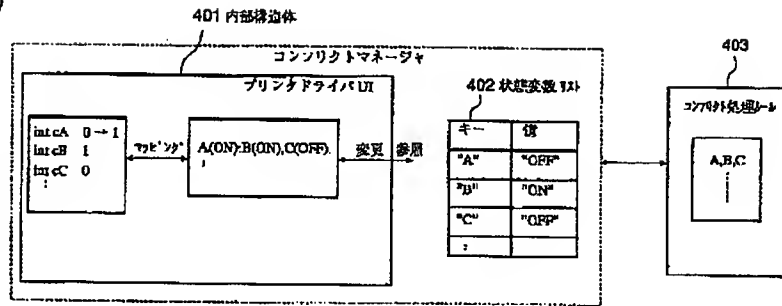 401 内部構造体
コンフリクトマネージャ
プリンタドライバ UI
int cA 0→1
int cB 1
int cC 0
⋮
マッピング
A(ON):B(ON),C(OFF).
⋮
変更 参照
402 状態変数リスト
キー 値
"A" "OFF"
"B" "ON"
"C" "OFF"
:
403
コンフリクト処理ルール
A,B,C